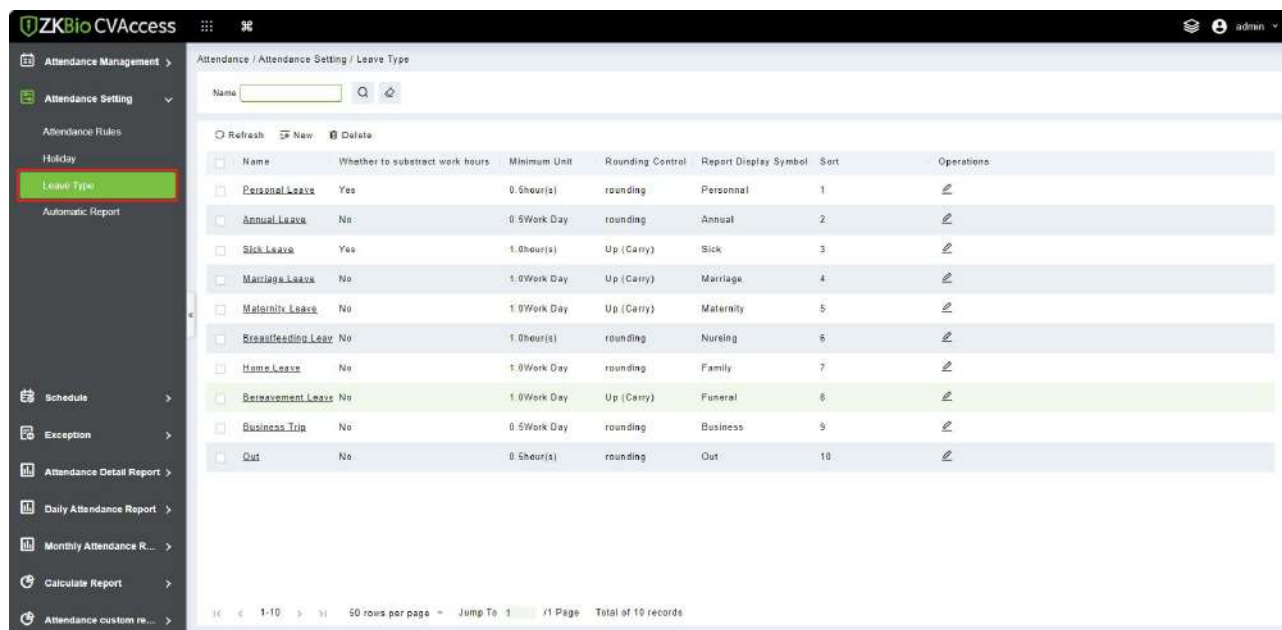 ZKBio CVAccess
admin
Attendance Management
Attendance Setting
Attendance Rules
Holiday
Leave Type
Automatic Report
Schedule
Exception
Attendance Detail Report
Daily Attendance Report
Monthly Attendance R...
Calculate Report
Attendance custom re...
Attendance / Attendance Setting / Leave Type
Name
Refresh New Delete
Name Whether to substract work hours Minimum Unit Rounding Control Report Display Symbol Sort Operations
Personal Leave Yes 0.5hour(s) rounding Personnal 1
Annual Leave No 0.5Work Day rounding Annual 2
Sick Leave Yes 1.0hour(s) Up (Carry) Sick 3
Marriage Leave No 1.0Work Day Up (Carry) Marriage 4
Maternity Leave No 1.0Work Day Up (Carry) Maternity 5
Breastfeeding Leav No 1.0hour(s) rounding Nursing 6
Home Leave No 1.0Work Day rounding Family 7
Bereavement Leave No 1.0Work Day Up (Carry) Funeral 8
Business Trip No 0.5Work Day rounding Business 9
Out No 0.5hour(s) rounding Out 10
1-10 50 rows per page Jump To 1 /1 Page Total of 10 records